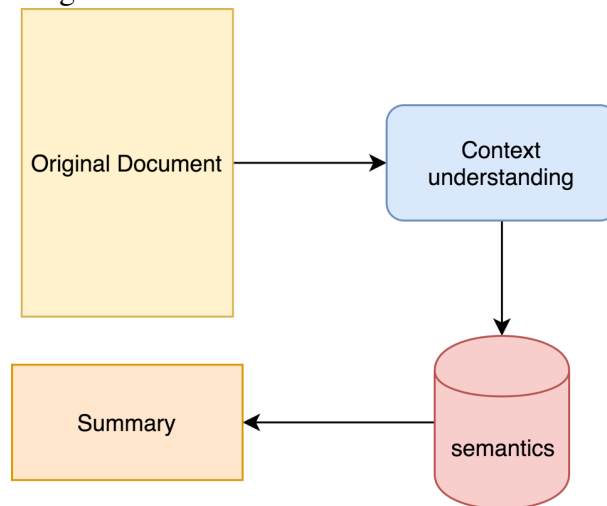 Original Document
Context
understanding
semantics
Summary